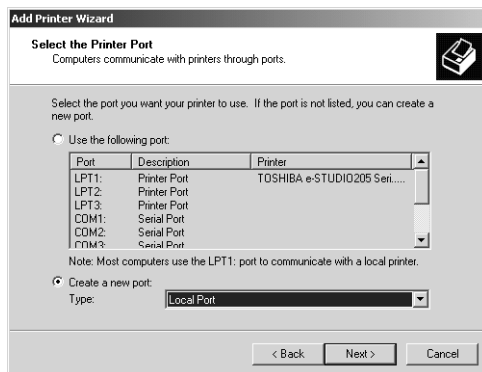 Add Printer Wizard
Select the Printer Port
Computers communicate with printers through ports.
Select the port you want your printer to use. If the port is not listed, you can create a
new port.
Use the following port:
Port Description Printer
LPT1: Printer Port TOSHIBA e-STUDIO205 Seri.....
LPT2: Printer Port
LPT3: Printer Port
COM1: Serial Port
COM2: Serial Port
COM3: Serial Port
Note: Most computers use the LPT1: port to communicate with a local printer.
Create a new port:
Type: Local Port
< Back Next > Cancel